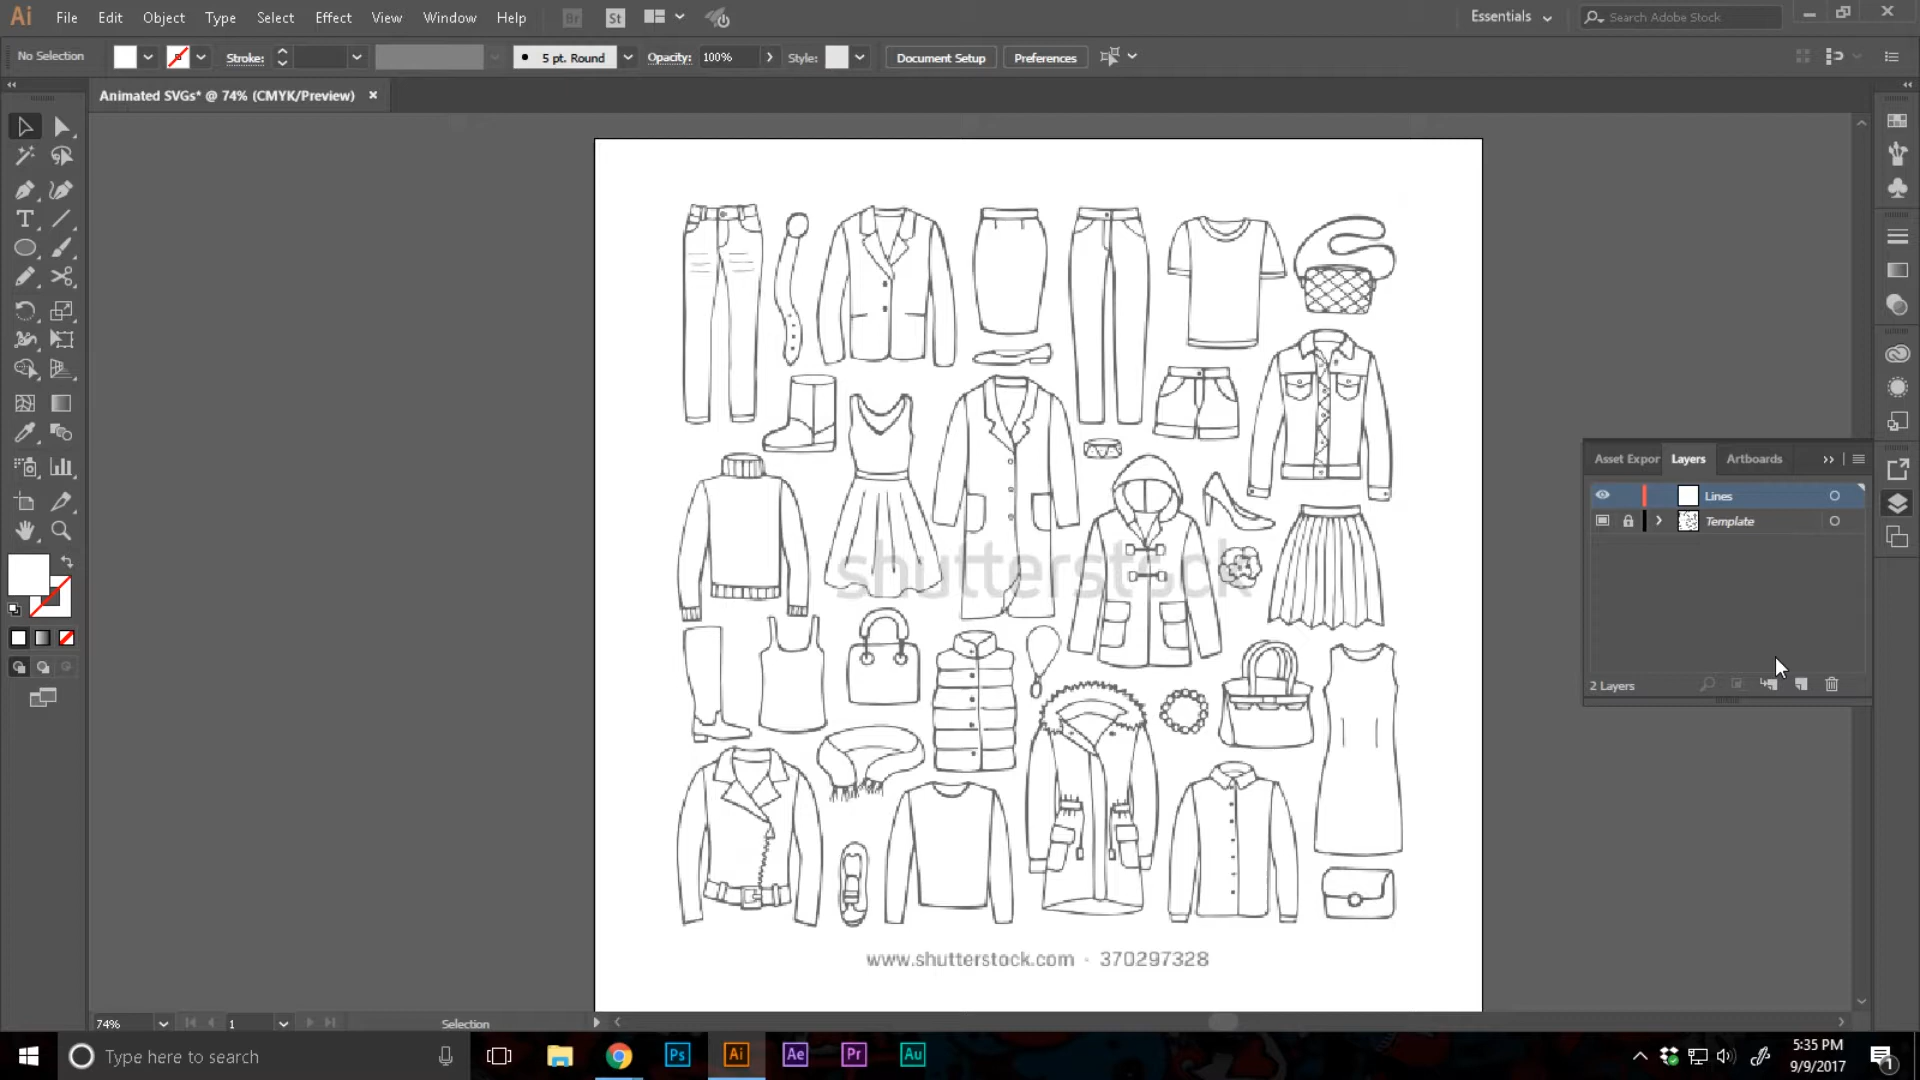 Ai File Edit Object Type Select Effect View Window Help Br St Essentials Search Adobe Stock
No Selection Stroke: 5 pt. Round Opacity: 100% Style: Document Setup Preferences
Animated SVGs* @ 74% (CMYK/Preview)
Asset Expor Layers Artboards
Lines
Template
shutterstock
2 Layers
www.shutterstock.com · 370297328
74% 1 Selection
Type here to search Ps Ai Ae Pr Au 5:35 PM
9/9/2017 1